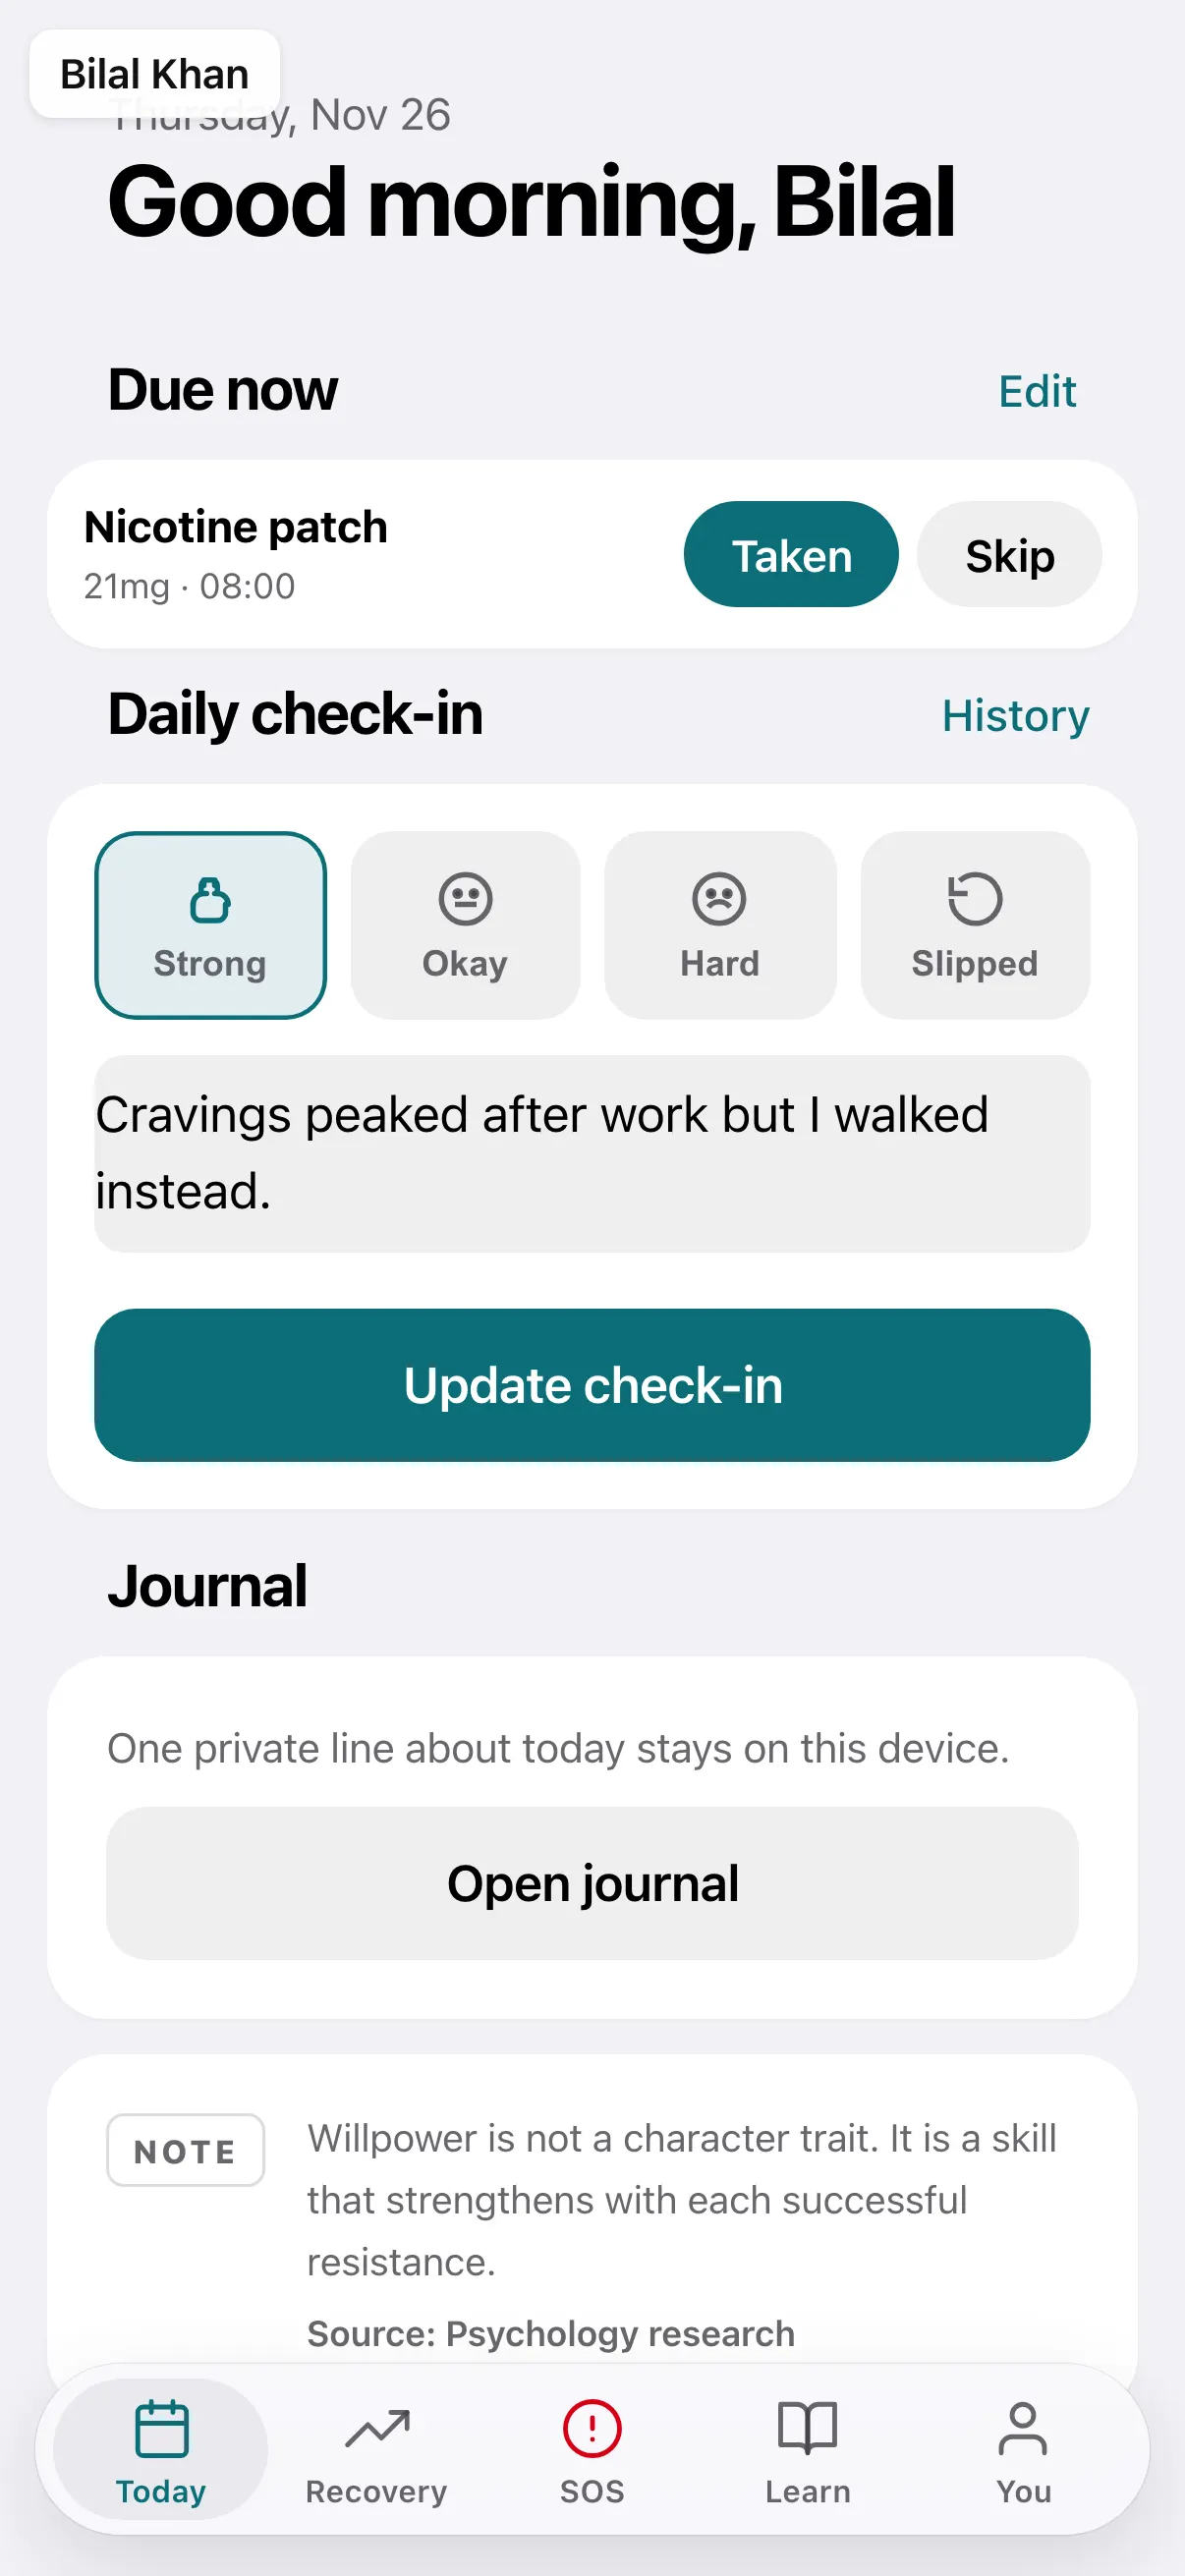 Bilal Khan
Thursday, Nov 26
Good morning, Bilal
Due now
Edit
Nicotine patch
21mg · 08:00
Taken
Skip
Daily check-in
History
Strong
Okay
Hard
Slipped
Cravings peaked after work but I walked
instead.
Update check-in
Journal
One private line about today stays on this device.
Open journal
NOTE
Willpower is not a character trait. It is a skill
that strengthens with each successful
resistance.
Source: Psychology research
Today
Recovery
SOS
Learn
You